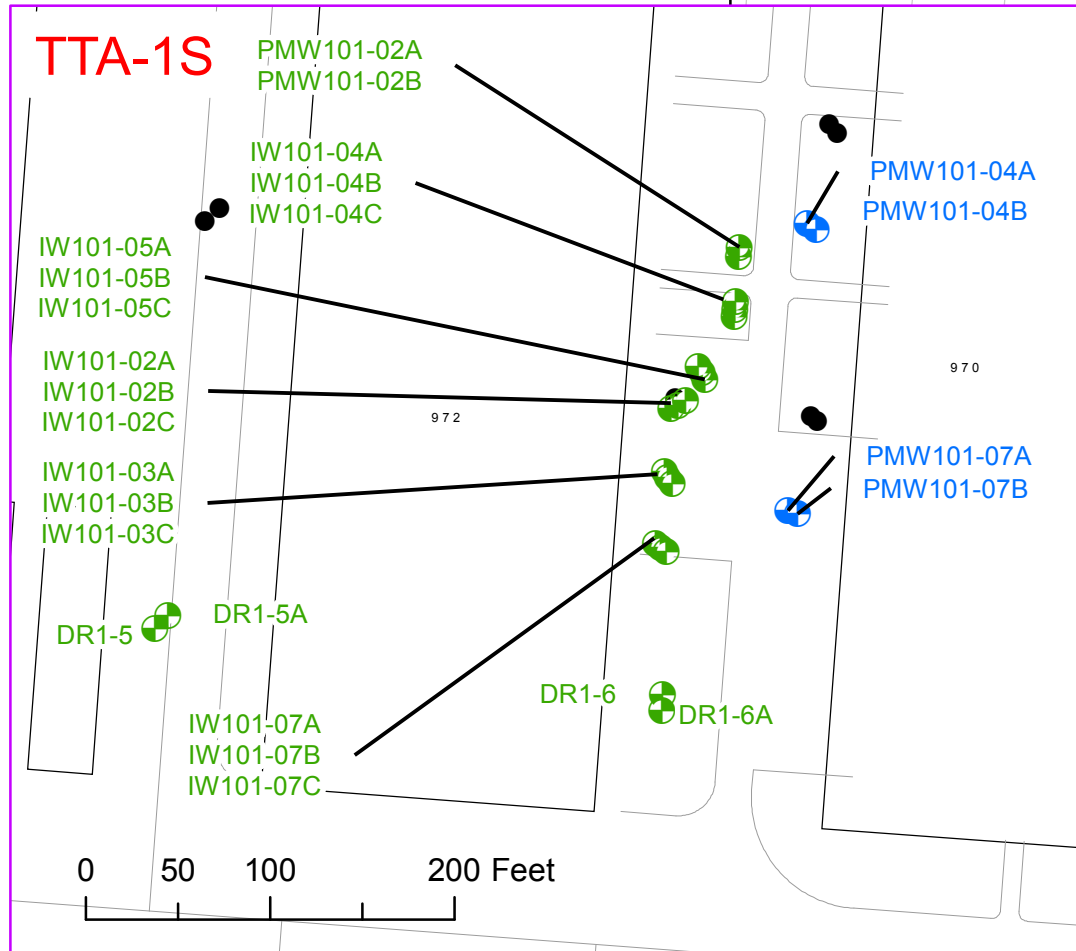 TTA-1S
PMW101-02A
PMW101-02B
IW101-04A
IW101-04B
IW101-04C
PMW101-04A
PMW101-04B
IW101-05A
IW101-05B
IW101-05C
IW101-02A
IW101-02B
IW101-02C
970
972
IW101-03A
IW101-03B
IW101-03C
PMW101-07A
PMW101-07B
DR1-5
DR1-5A
DR1-6
DR1-6A
IW101-07A
IW101-07B
IW101-07C
0 50 100 200 Feet